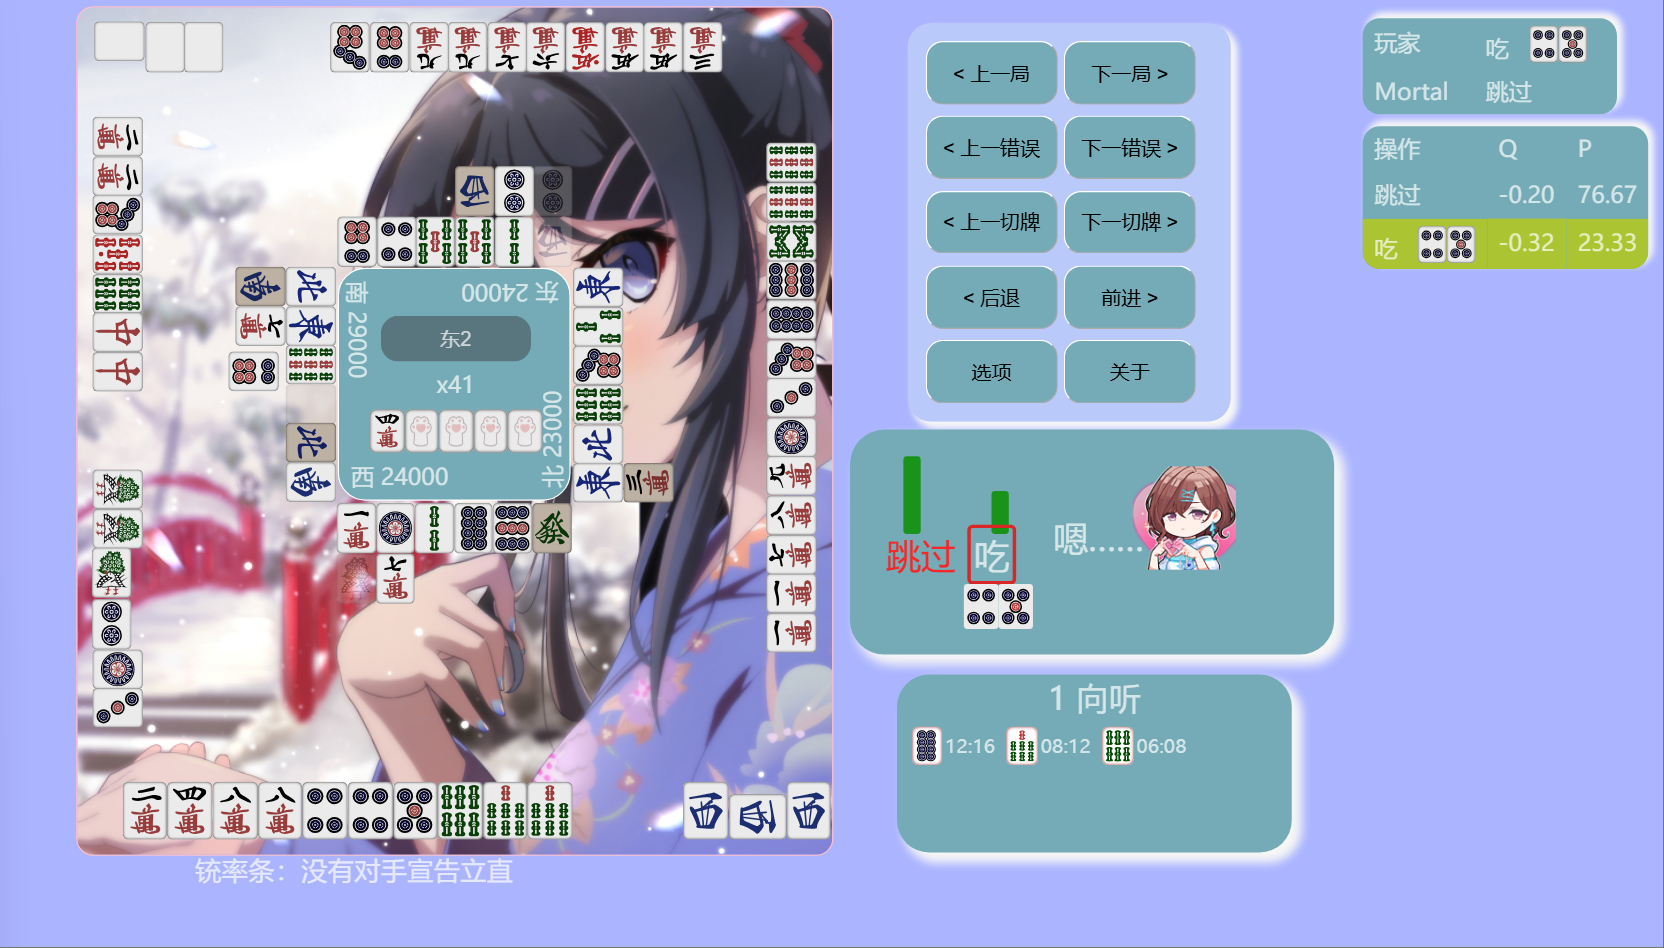 南 29000
东 24000
东2
x41
西 24000
北 23000
铳率条：没有对手宣告立直
< 上一局
下一局 >
< 上一错误
下一错误 >
< 上一切牌
下一切牌 >
< 后退
前进 >
选项
关于
跳过
吃
嗯......
1 向听
12:16 08:12 06:08
玩家 吃
Mortal 跳过
操作 Q P
跳过 -0.20 76.67
吃 -0.32 23.33